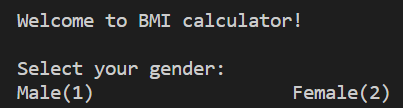 Welcome to BMI calculator!
Select your gender:
Male(1) Female(2)